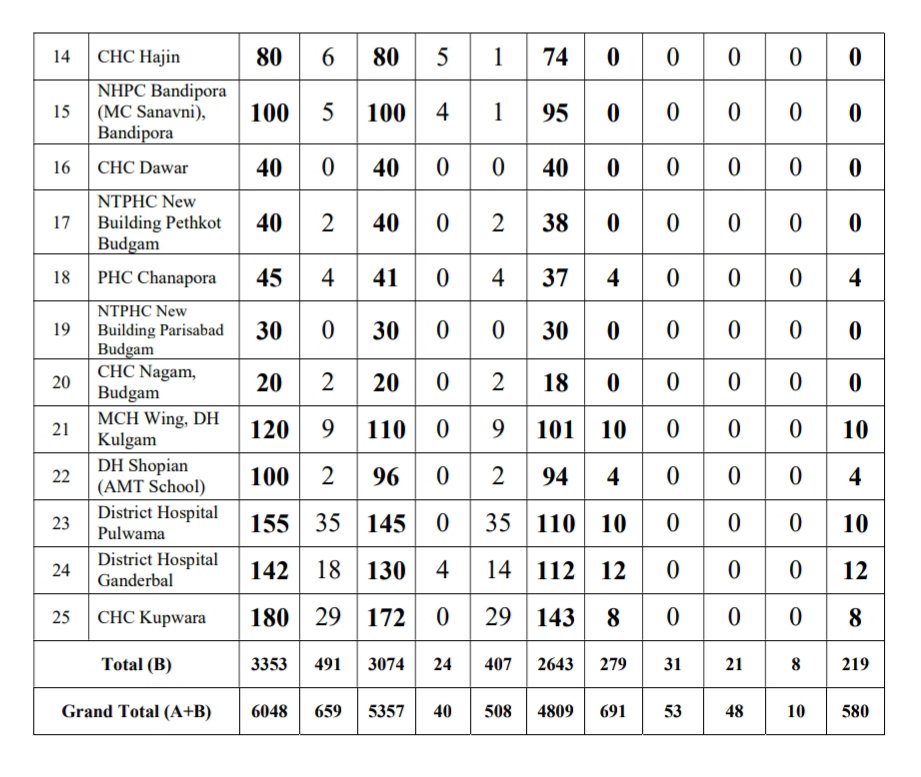 14 CHC Hajin 80 6 80 5 1 74 0 0 0 0 0
NHPC Bandipora
15 (MC Sanavni), 100 5 100 4 1 95 0 0 0 0 0
Bandipora
16 CHC Dawar 40 0 40 0 0 40 0 0 0 0 0
NTPHC New
17 Building Pethkot 40 2 40 0 2 38 0 0 0 0 0
Budgam
18 PHC Chanapora 45 4 41 0 4 37 4 0 0 0 4
NTPHC New
19 Building Parisabad 30 0 30 0 0 30 0 0 0 0 0
Budgam
20 CHC Nagam, 20 2 20 0 2 18 0 0 0 0 0
Budgam
21 MCH Wing, DH 120 9 110 0 9 101 10 0 0 0 10
Kulgam
22 DH Shopian 100 2 96 0 2 94 4 0 0 0 4
(AMT School)
23 District Hospital 155 35 145 0 35 110 10 0 0 0 10
Pulwama
24 District Hospital 142 18 130 4 14 112 12 0 0 0 12
Ganderbal
25 CHC Kupwara 180 29 172 0 29 143 8 0 0 0 8
Total (B) 3353 491 3074 24 407 2643 279 31 21 8 219
Grand Total (A+B) 6048 659 5357 40 508 4809 691 53 48 10 580